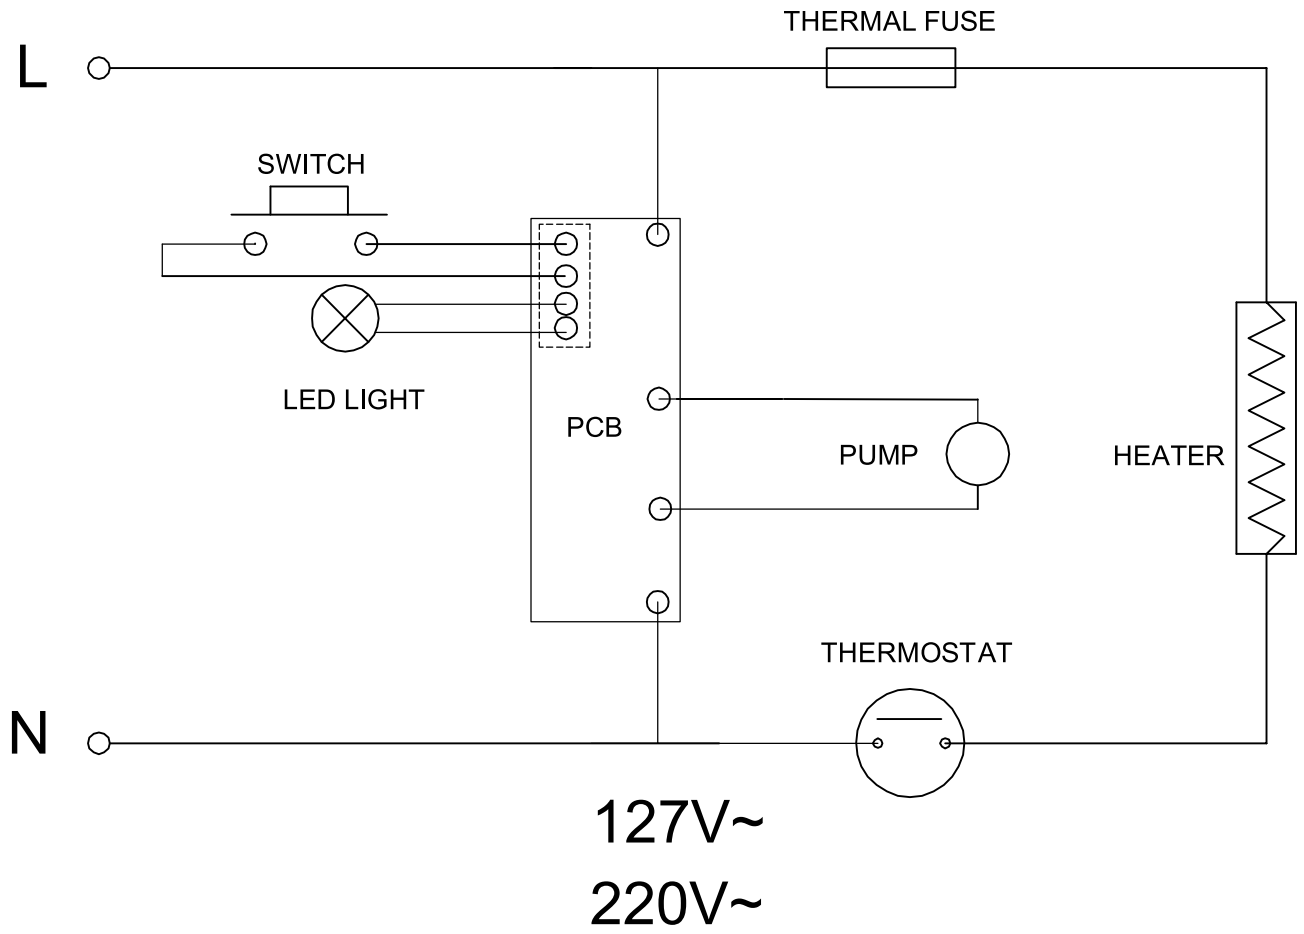 THERMAL FUSE
L
SWITCH
LED LIGHT
PCB
PUMP
HEATER
THERMOSTAT
N
127V~
220V~